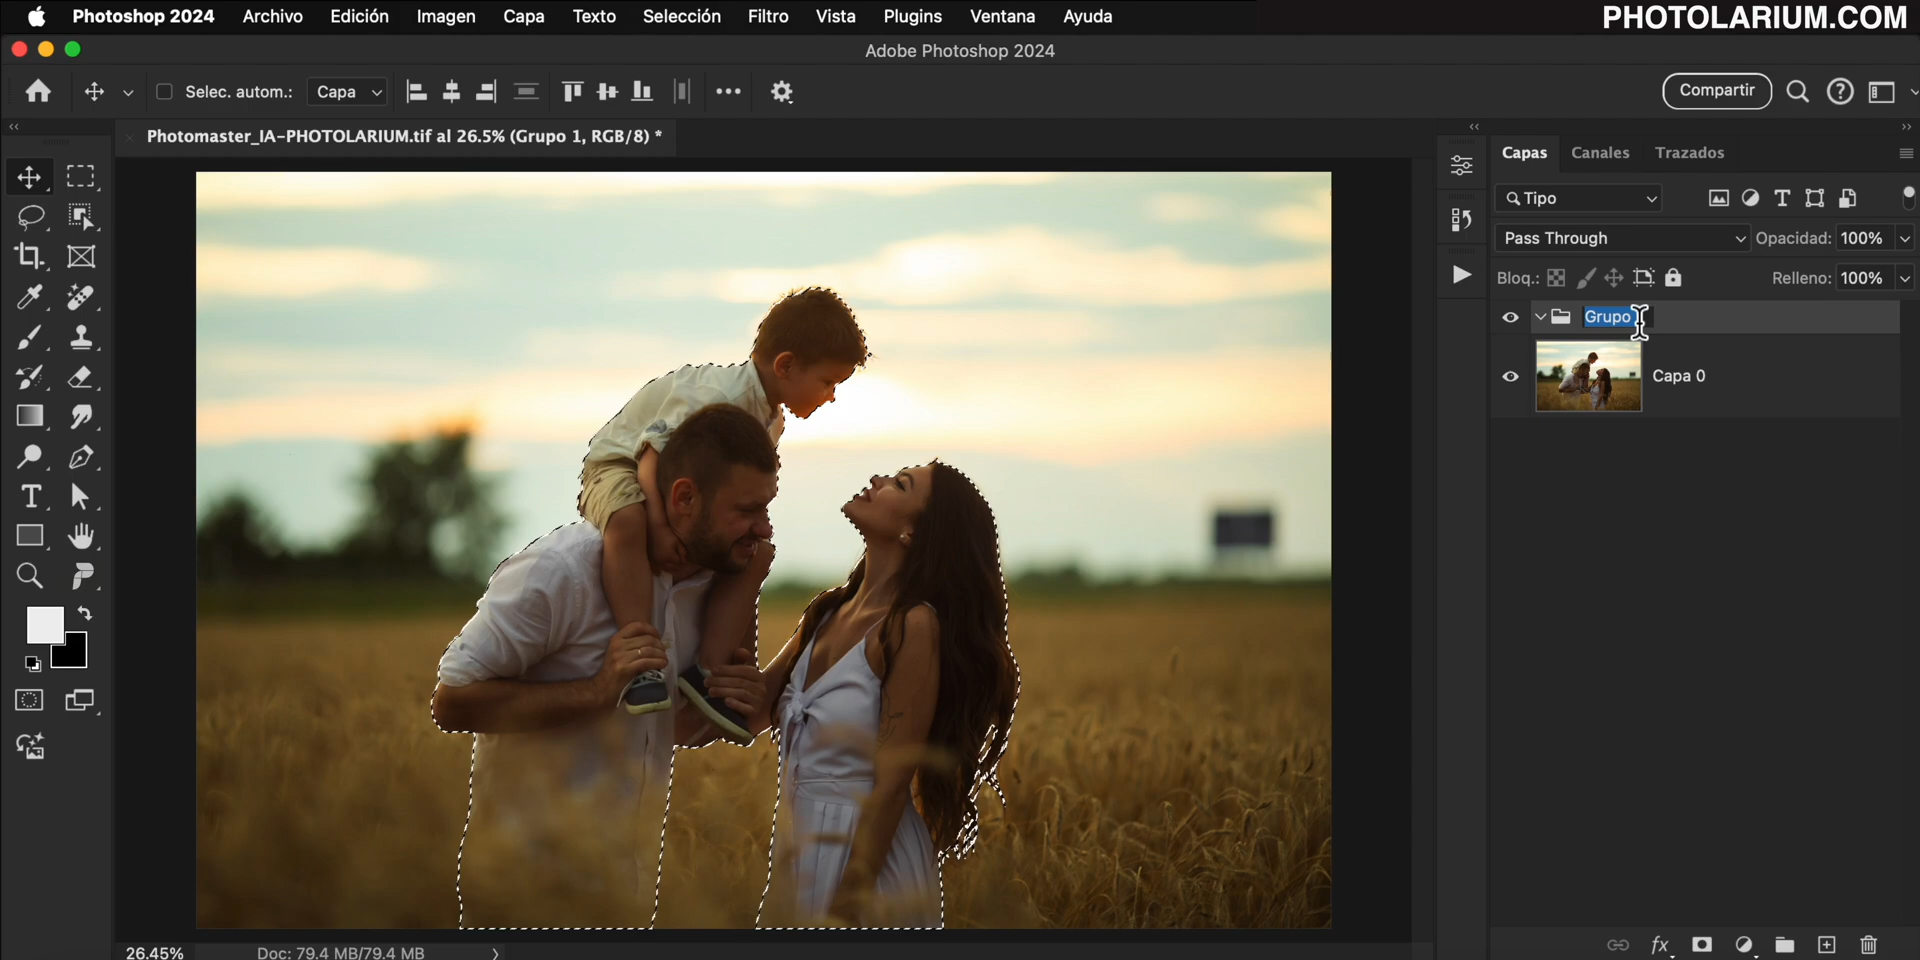 Photoshop 2024 Archivo Edición Imagen Capa Texto Selección Filtro Vista Plugins Ventana Ayuda PHOTOLARIUM.COM
Adobe Photoshop 2024
Selec. autom.: Capa Compartir
Photomaster_IA-PHOTOLARIUM.tif al 26.5% (Grupo 1, RGB/8) *
Capas Canales Trazados
Tipo
Pass Through Opacidad: 100%
Bloq.: Relleno: 100%
Grupo
Capa 0
fx
26.45% Doc: 79.4 MB/79.4 MB